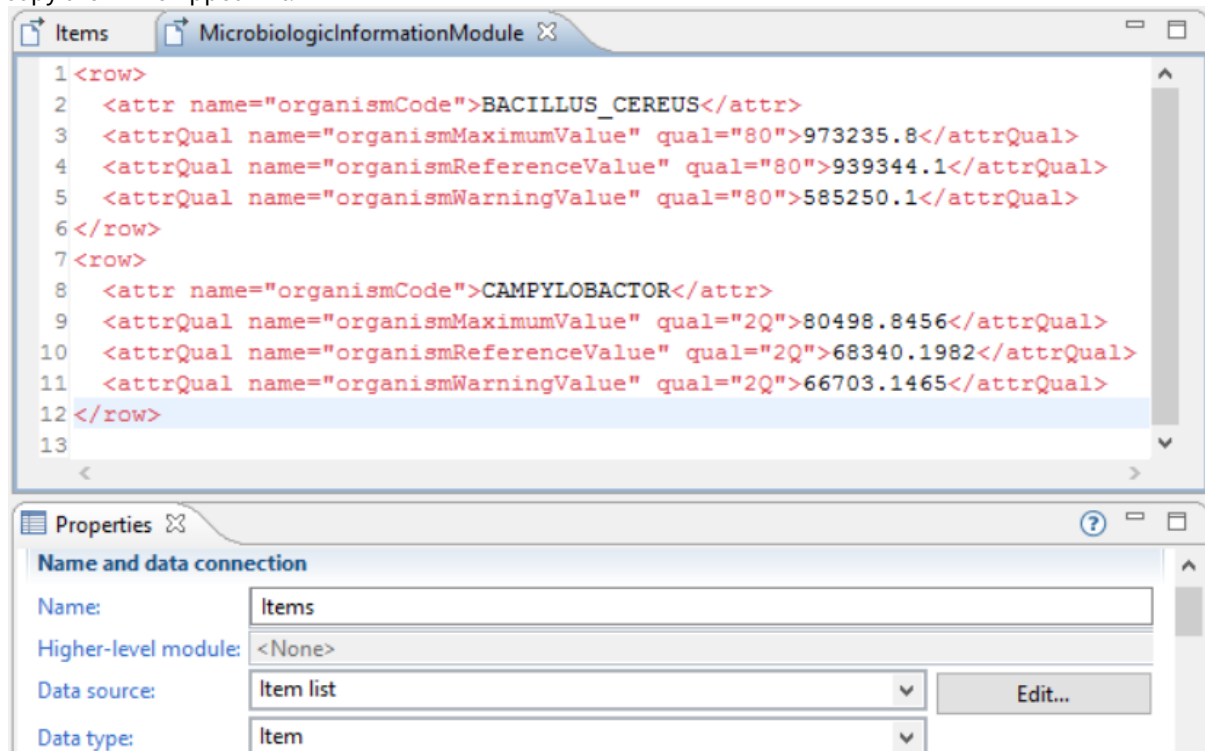 Items MicrobiologicInformationModule
1 <row>
2 <attr name="organismCode">BACILLUS_CEREUS</attr>
3 <attrQual name="organismMaximumValue" qual="80">973235.8</attrQual>
4 <attrQual name="organismReferenceValue" qual="80">939344.1</attrQual>
5 <attrQual name="organismWarningValue" qual="80">585250.1</attrQual>
6 </row>
7 <row>
8 <attr name="organismCode">CAMPYLOBACTOR</attr>
9 <attrQual name="organismMaximumValue" qual="2Q">80498.8456</attrQual>
10 <attrQual name="organismReferenceValue" qual="2Q">68340.1982</attrQual>
11 <attrQual name="organismWarningValue" qual="2Q">66703.1465</attrQual>
12 </row>
13
Properties
Name and data connection
Name: Items
Higher-level module: <None>
Data source: Item list Edit...
Data type: Item